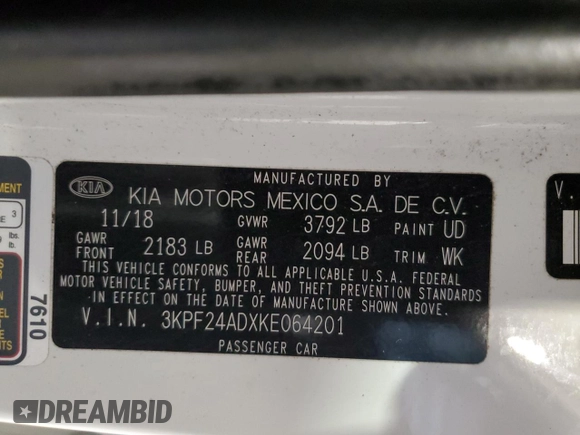 MANUFACTURED BY
KIA KIA MOTORS MEXICO S.A. DE C.V.
11/18 GVWR 3792 LB PAINT UD
GAWR FRONT 2183 LB GAWR REAR 2094 LB TRIM WK
THIS VEHICLE CONFORMS TO ALL APPLICABLE U.S.A. FEDERAL
MOTOR VEHICLE SAFETY, BUMPER, AND THEFT PREVENTION STANDARDS
IN EFFECT ON THE DATE OF MANUFACTURE SHOWN ABOVE.
V.I.N. 3KPF24ADXKE064201
PASSENGER CAR
7610
3
lb.
V.
DREAMBID